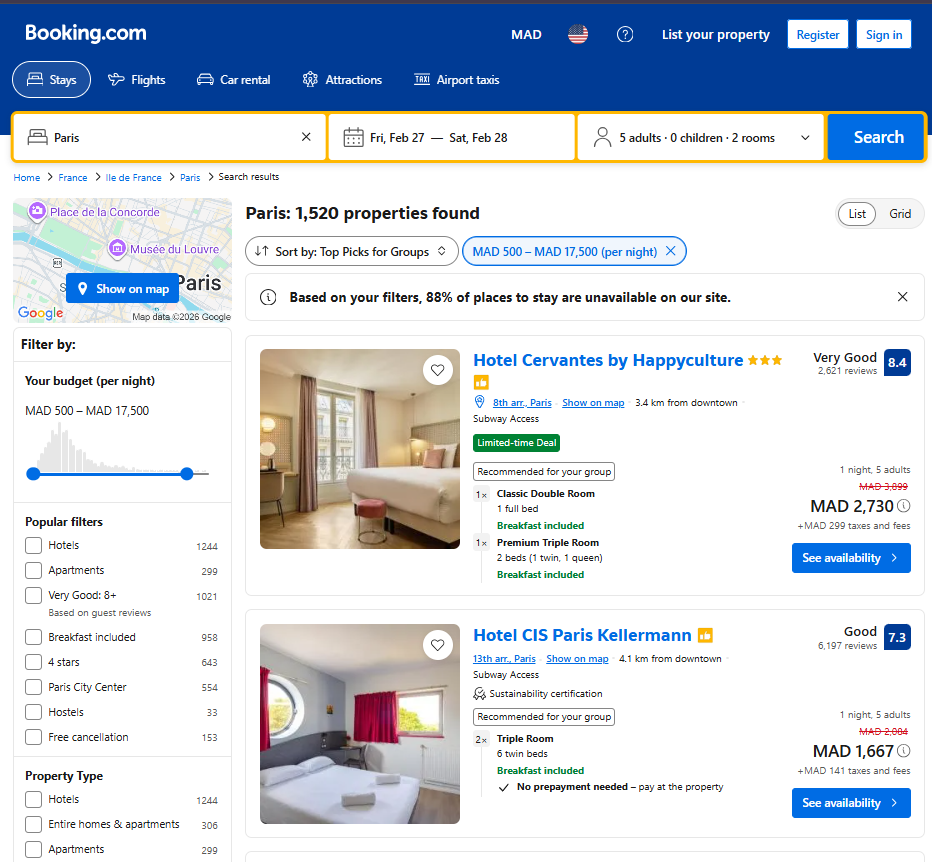 Booking.com
MAD
List your property
Register
Sign in
Stays
Flights
Car rental
Attractions
TAXI Airport taxis
Paris
Fri, Feb 27 — Sat, Feb 28
5 adults · 0 children · 2 rooms
Search
Home > France > Ile de France > Paris > Search results
Place de la Concorde
Musée du Louvre
Paris
Show on map
Google
Map data ©2026 Google
Filter by:
Your budget (per night)
MAD 500 – MAD 17,500
Popular filters
Hotels 1244
Apartments 299
Very Good: 8+ 1021
Based on guest reviews
Breakfast included 958
4 stars 643
Paris City Center 554
Hostels 33
Free cancellation 153
Property Type
Hotels 1244
Entire homes & apartments 306
Apartments 299
Paris: 1,520 properties found
List
Grid
Sort by: Top Picks for Groups
MAD 500 – MAD 17,500 (per night)
Based on your filters, 88% of places to stay are unavailable on our site.
Hotel Cervantes by Happyculture
Very Good 8.4
2,621 reviews
8th arr., Paris · Show on map · 3.4 km from downtown ·
Subway Access
Limited-time Deal
Recommended for your group
1× Classic Double Room
1 full bed
Breakfast included
1× Premium Triple Room
2 beds (1 twin, 1 queen)
Breakfast included
1 night, 5 adults
MAD 3,899
MAD 2,730
+MAD 299 taxes and fees
See availability
Hotel CIS Paris Kellermann
Good 7.3
6,197 reviews
13th arr., Paris · Show on map · 4.1 km from downtown ·
Subway Access
Sustainability certification
Recommended for your group
2× Triple Room
6 twin beds
Breakfast included
No prepayment needed – pay at the property
1 night, 5 adults
MAD 2,084
MAD 1,667
+MAD 141 taxes and fees
See availability